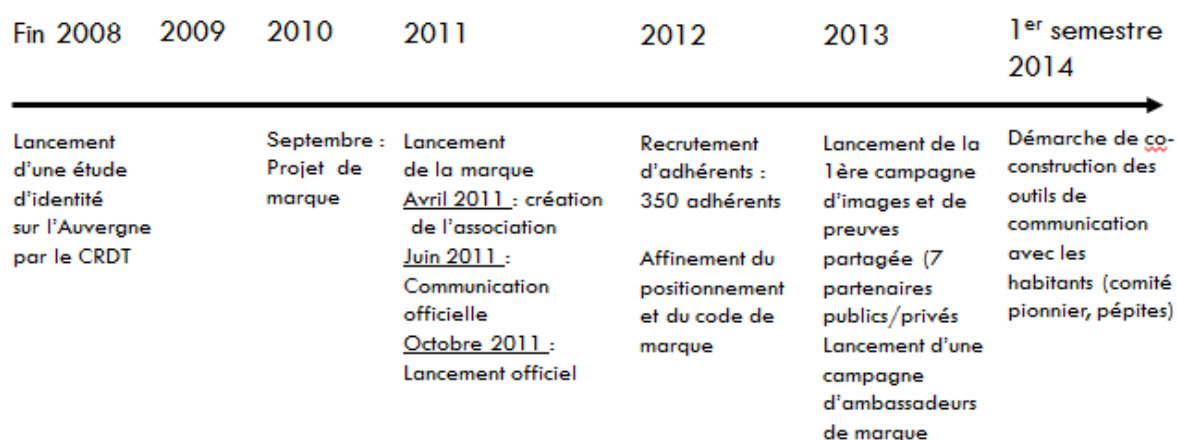 Fin 2008
2009
2010
2011
2012
2013
1er semestre
2014
Lancement
d'une étude
d'identité
sur l'Auvergne
par le CRDT
Septembre :
Projet de
marque
Lancement
de la marque
Avril 2011 : création
de l'association
Juin 2011 :
Communication
officielle
Octobre 2011 :
Lancement officiel
Recrutement
d'adhérents :
350 adhérents
Affinement du
positionnement
et du code de
marque
Lancement de la
1ère campagne
d'images et de
preuves
partagée (7
partenaires
publics/privés
Lancement d'une
campagne
d'ambassadeurs
de marque
Démarche de co-
construction des
outils de
communication
avec les
habitants (comité
pionnier, pépites)